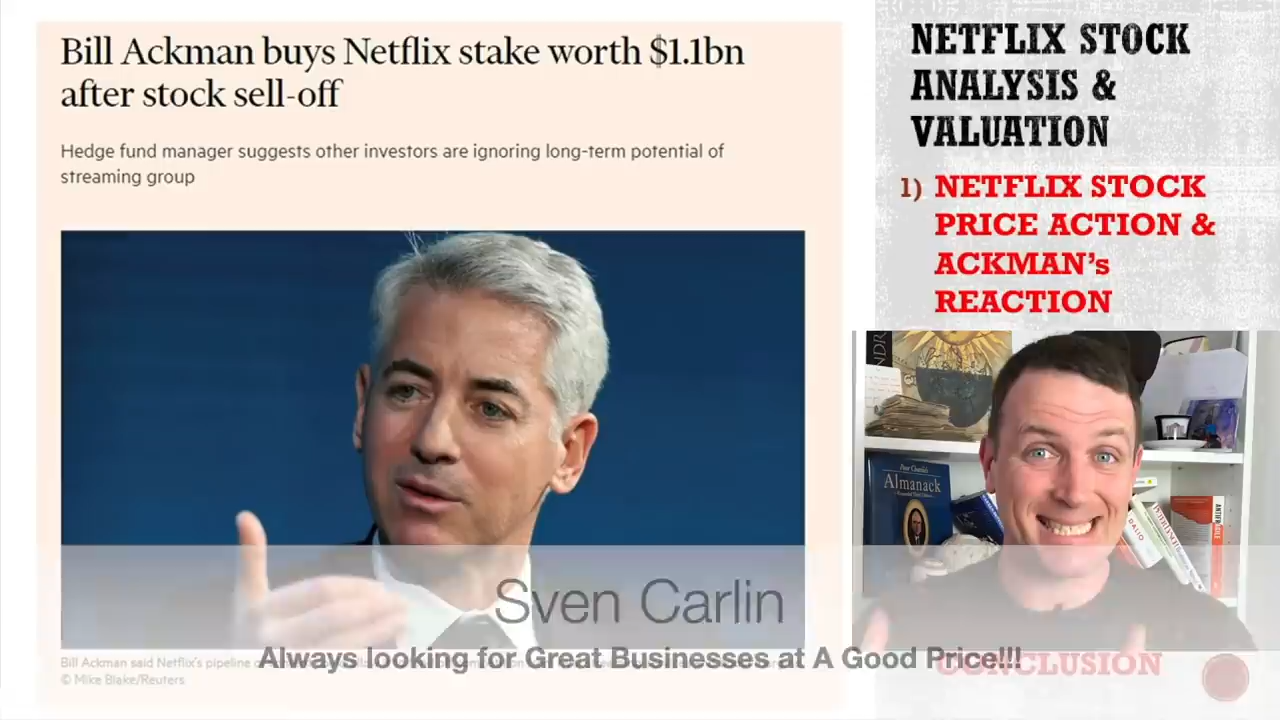 Bill Ackman buys Netflix stake worth $1.1bn
after stock sell-off
Hedge fund manager suggests other investors are ignoring long-term potential of
streaming group
Bill Ackman said Netflix's pipeline
© Mike Blake/Reuters
NETFLIX STOCK
ANALYSIS &
VALUATION
1) NETFLIX STOCK
PRICE ACTION &
ACKMAN's
REACTION
Almanack
DALIO
Sven Carlin
Always looking for Great Businesses at A Good Price!!!
CONCLUSION